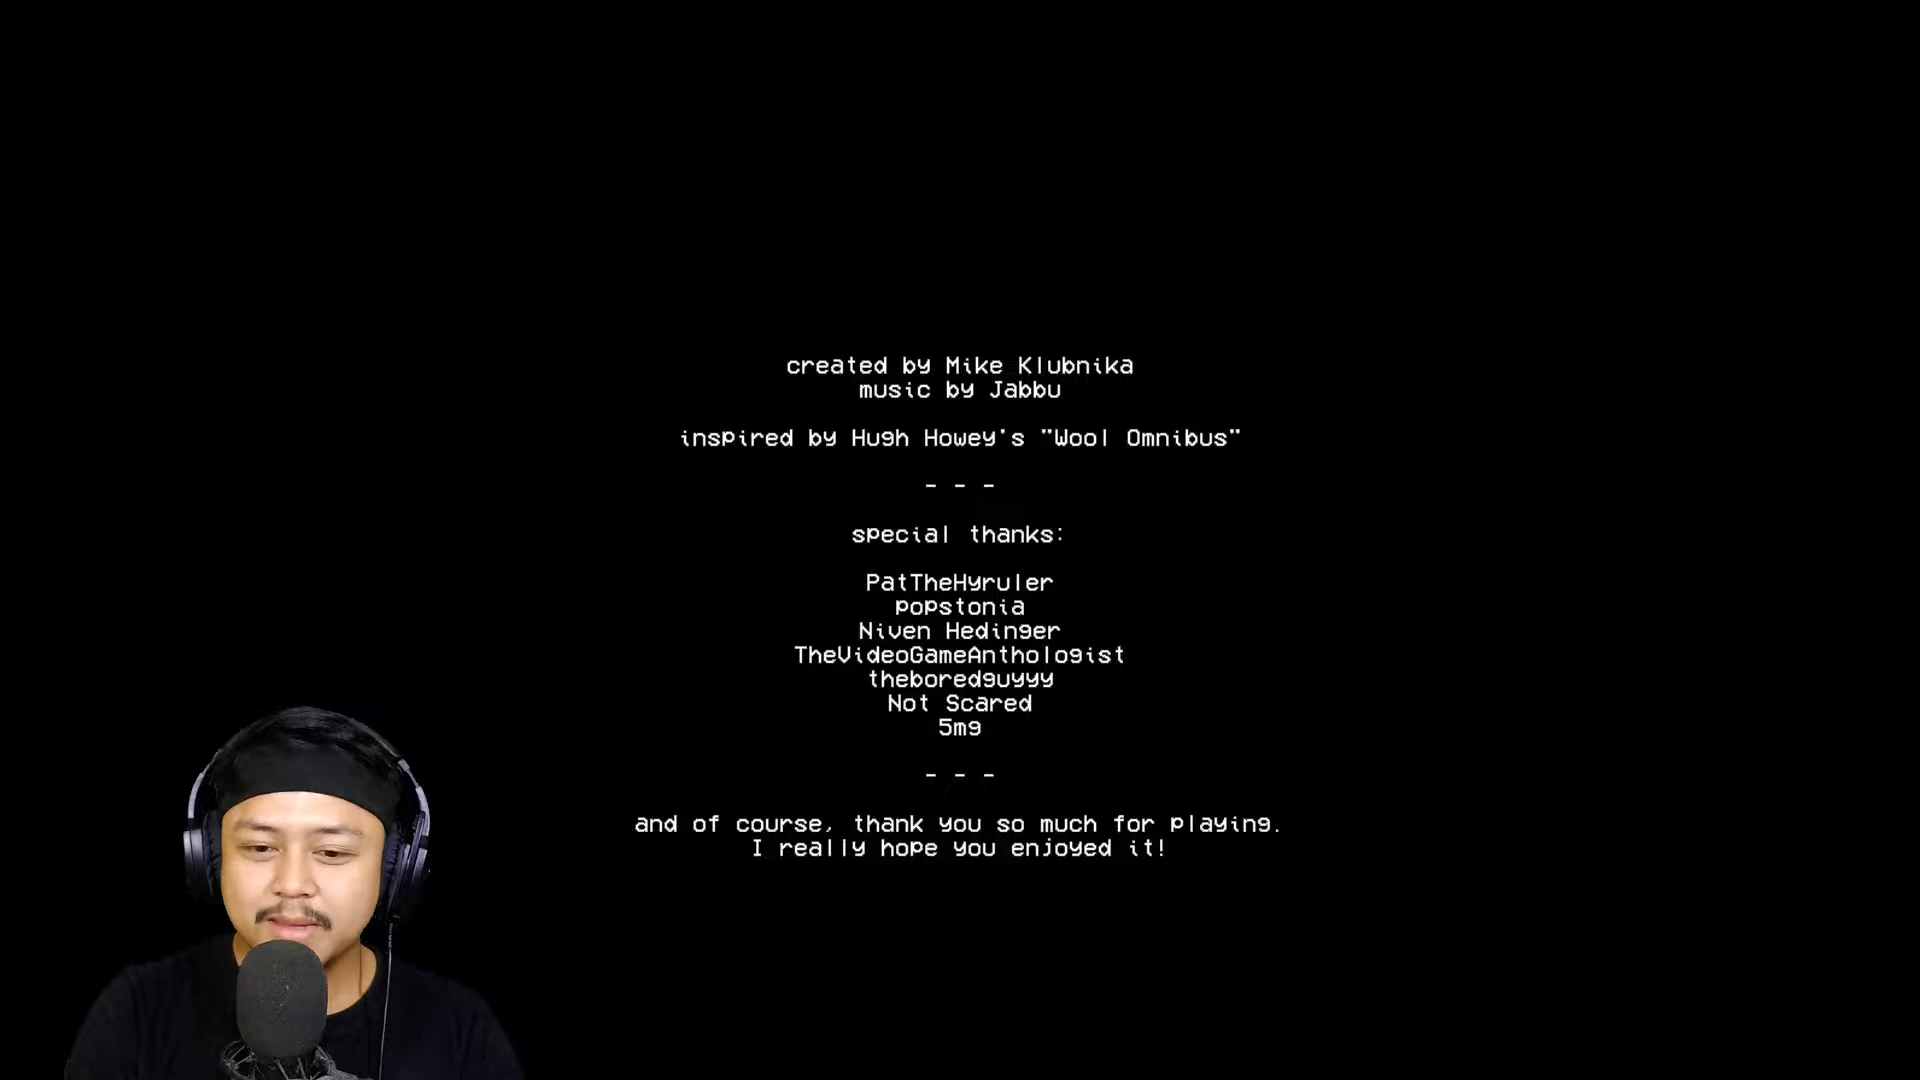 created by Mike Klubnika
music by Jabbu
inspired by Hugh Howey's "Wool Omnibus"
- - -
special thanks:
PatTheHyruler
popstonia
Niven Hedinger
TheVideoGameAnthologist
theboredguyyy
Not Scared
5mg
- - -
and of course, thank you so much for playing.
I really hope you enjoyed it!